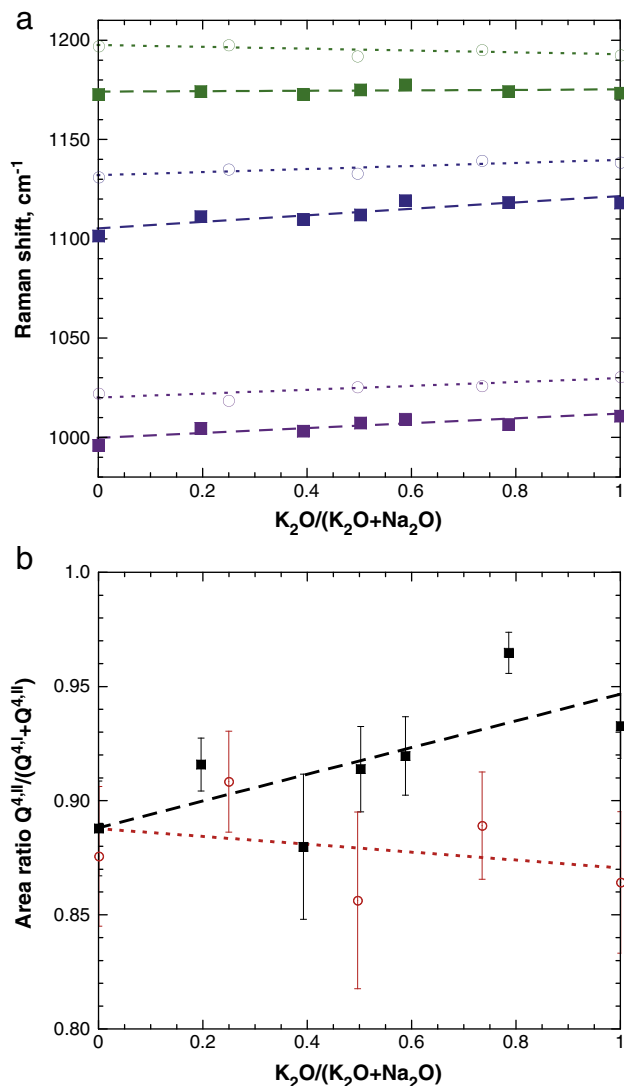 a
1200
1150
1100
1050
1000
Raman shift, cm⁻¹
0 0.2 0.4 0.6 0.8 1
K₂O/(K₂O+Na₂O)
b
1.0
0.95
0.90
0.85
0.80
Area ratio Q⁴,ᴵᴵ/(Q⁴,ᴵ+Q⁴,ᴵᴵ)
0 0.2 0.4 0.6 0.8 1
K₂O/(K₂O+Na₂O)